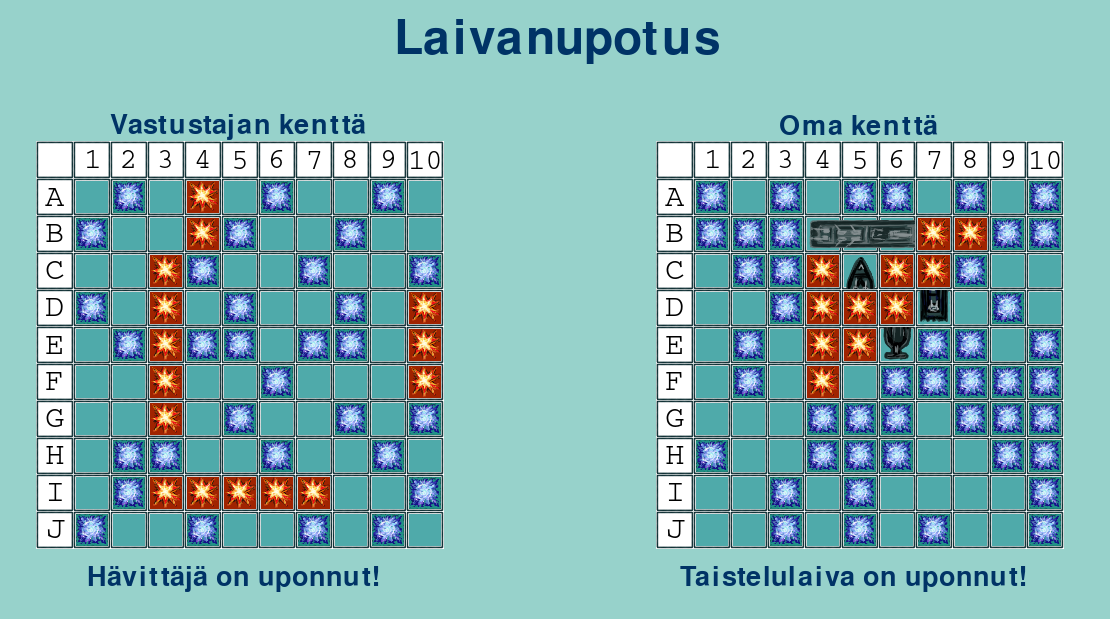 Laivanupotus
Vastustajan kenttä
Oma kenttä
1 2 3 4 5 6 7 8 9 10
A
B
C
D
E
F
G
H
I
J
1 2 3 4 5 6 7 8 9 10
A
B
C
D
E
F
G
H
I
J
Hävittäjä on uponnut!
Taistelulaiva on uponnut!